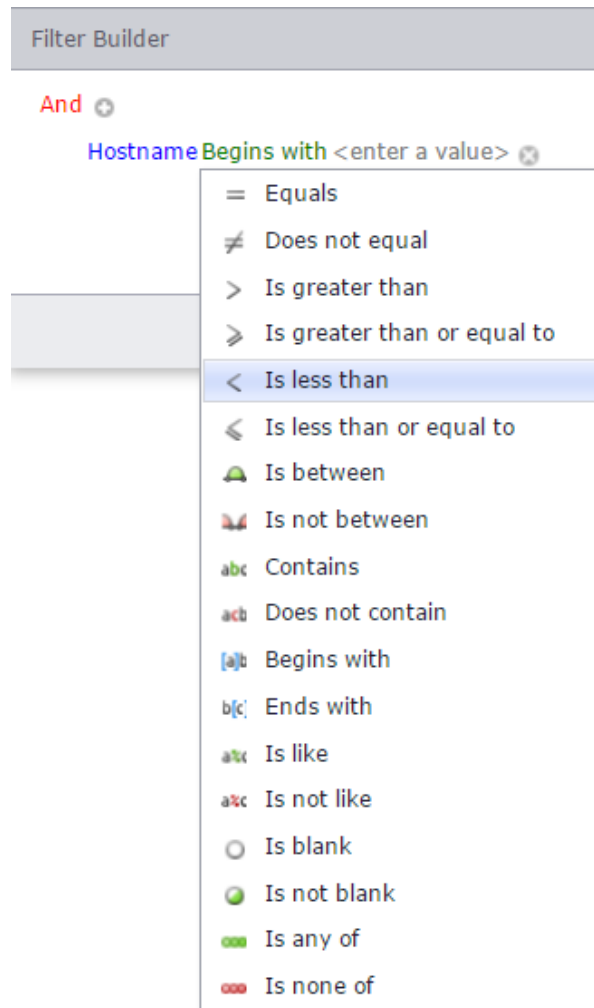 Filter Builder
And
Hostname Begins with <enter a value>
= Equals
≠ Does not equal
> Is greater than
⩾ Is greater than or equal to
< Is less than
⩽ Is less than or equal to
Is between
Is not between
abc Contains
acb Does not contain
[a]b Begins with
b[c] Ends with
a%c Is like
a%c Is not like
Is blank
Is not blank
Is any of
Is none of